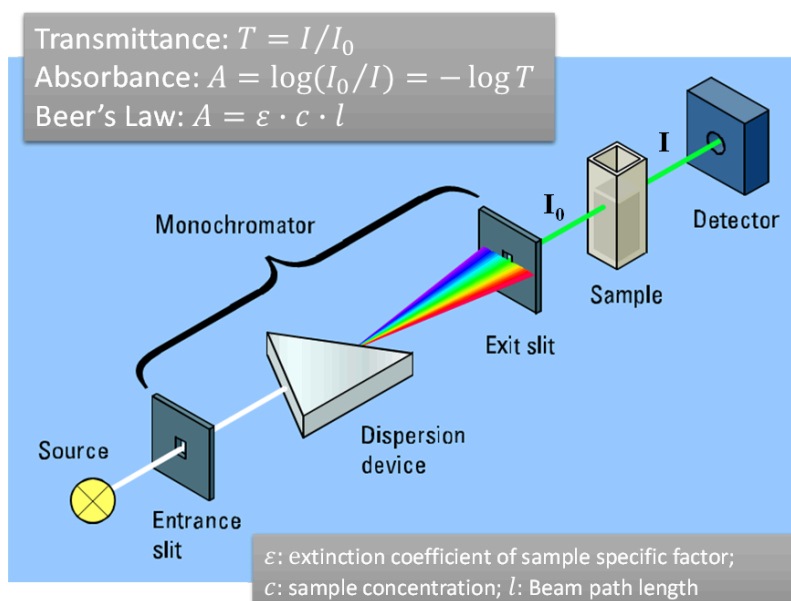 Transmittance: T = I/I₀
Absorbance: A = log(I₀/I) = − log T
Beer's Law: A = ε · c · l
I
I₀
Monochromator
Detector
Sample
Exit slit
Dispersion
device
Source
Entrance
slit
ε: extinction coefficient of sample specific factor;
c: sample concentration; l: Beam path length